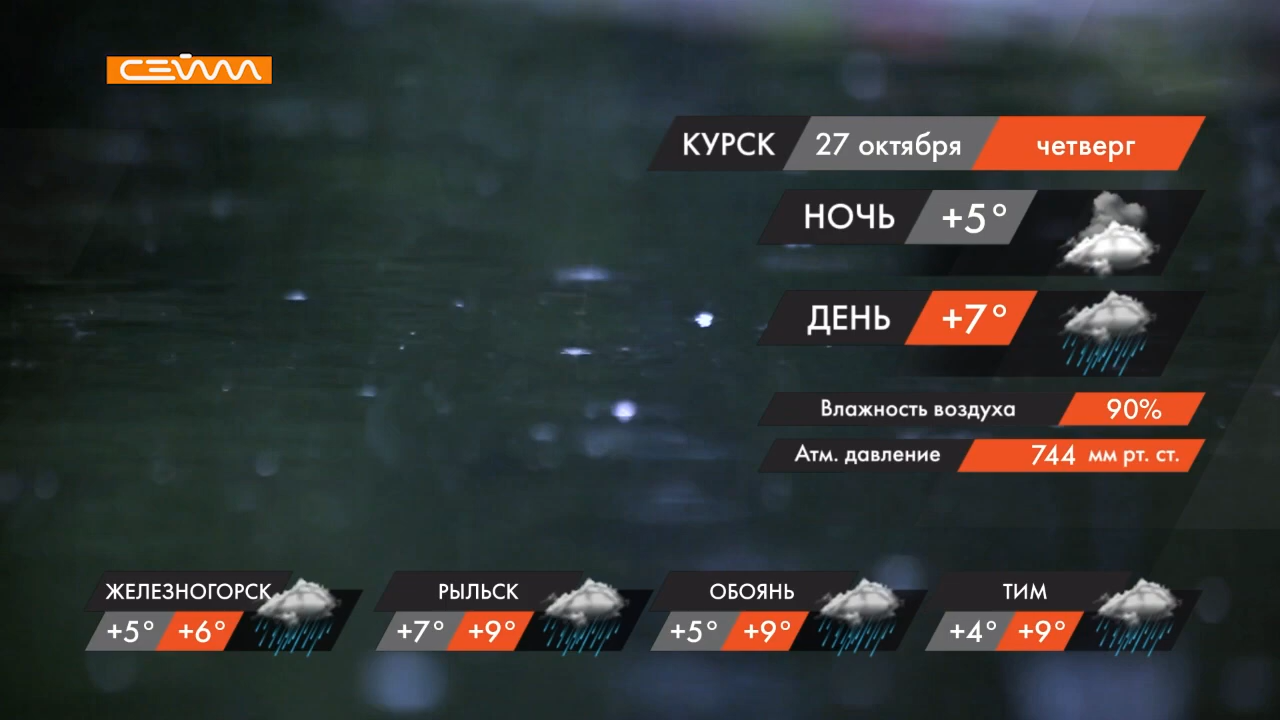 СЕЙМ
КУРСК 27 октября четверг
НОЧЬ +5°
ДЕНЬ +7°
Влажность воздуха 90%
Атм. давление 744 мм рт. ст.
ЖЕЛЕЗНОГОРСК
+5° +6°
РЫЛЬСК
+7° +9°
ОБОЯНЬ
+5° +9°
ТИМ
+4° +9°